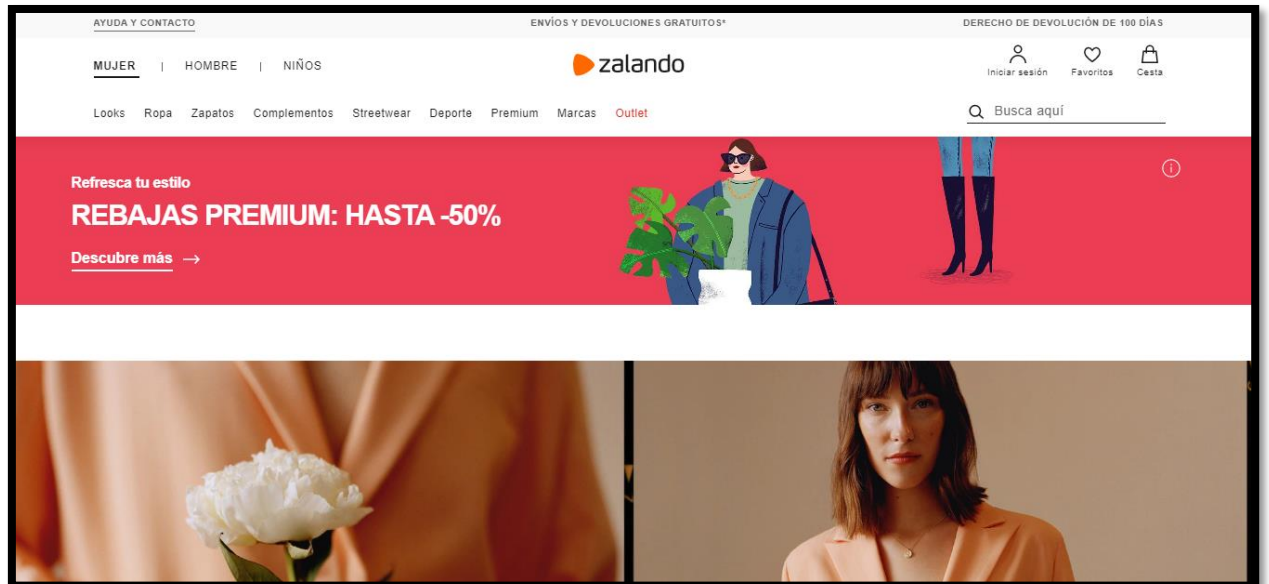 AYUDA Y CONTACTO ENVÍOS Y DEVOLUCIONES GRATUITOS* DERECHO DE DEVOLUCIÓN DE 100 DÍAS
MUJER | HOMBRE | NIÑOS zalando
Iniciar sesión Favoritos Cesta
Looks Ropa Zapatos Complementos Streetwear Deporte Premium Marcas Outlet Busca aquí
Refresca tu estilo
REBAJAS PREMIUM: HASTA -50%
Descubre más →